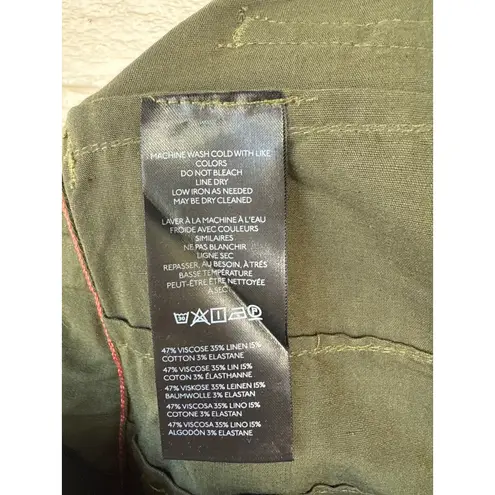 MACHINE WASH COLD WITH LIKE
COLORS
DO NOT BLEACH
LINE DRY
LOW IRON AS NEEDED
MAY BE DRY CLEANED
LAVER À LA MACHINE À L'EAU
FROIDE AVEC COULEURS
SIMILAIRES
NE PAS BLANCHIR
LIGNE SEC
REPASSER, AU BESOIN, À TRÉS
BASSE TEMPÉRATURE
PEUT-ÊTRE ÊTRE NETTOYÉE
A SEC
47% VISCOSE 35% LINEN 15%
COTTON 3% ELASTANE
47% VISCOSE 35% LIN 15%
COTON 3% ÉLASTHANNE
47% VISKOSE 35% LEINEN 15%
BAUMWOLLE 3% ELASTAN
47% VISCOSA 35% LINO 15%
COTONE 3% ELASTAN
47% VISCOSA 35% LINO 15%
ALGODÓN 3% ELASTANE